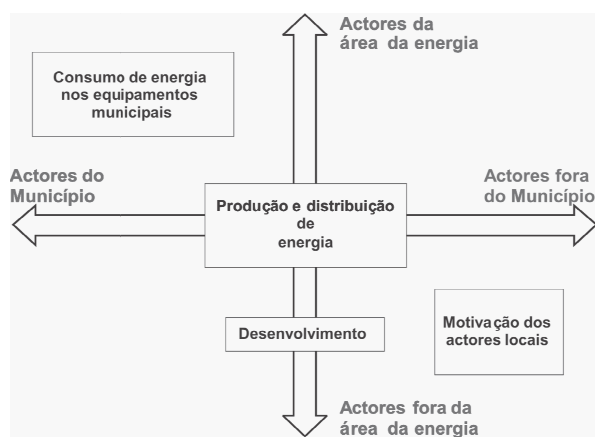 Actores da
área da energia
Consumo de energia
nos equipamentos
municipais
Actores do
Município
Actores fora
do Município
Produção e distribuição
de
energia
Desenvolvimento
Motivação dos
actores locais
Actores fora da
área da energia